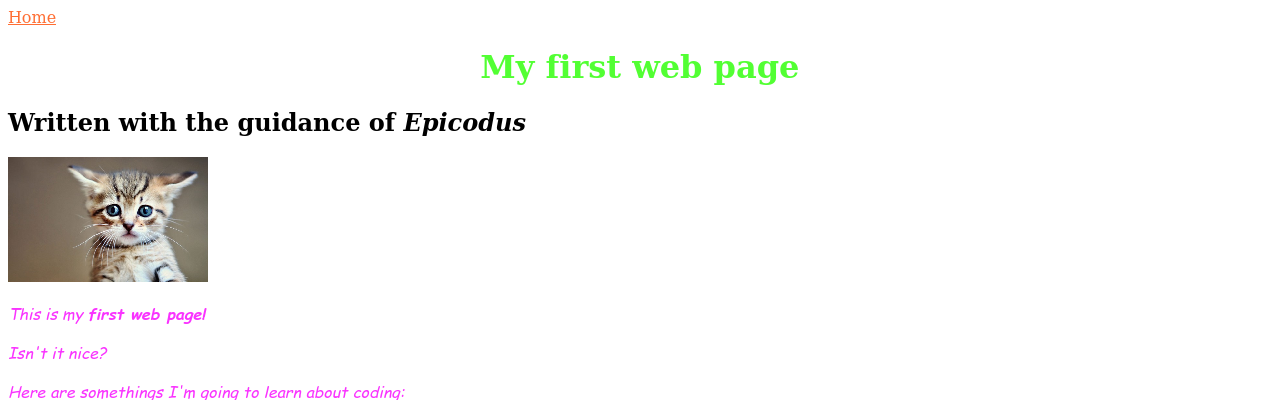 Home
My first web page
Written with the guidance of Epicodus
This is my first web page!
Isn't it nice?
Here are somethings I'm going to learn about coding: